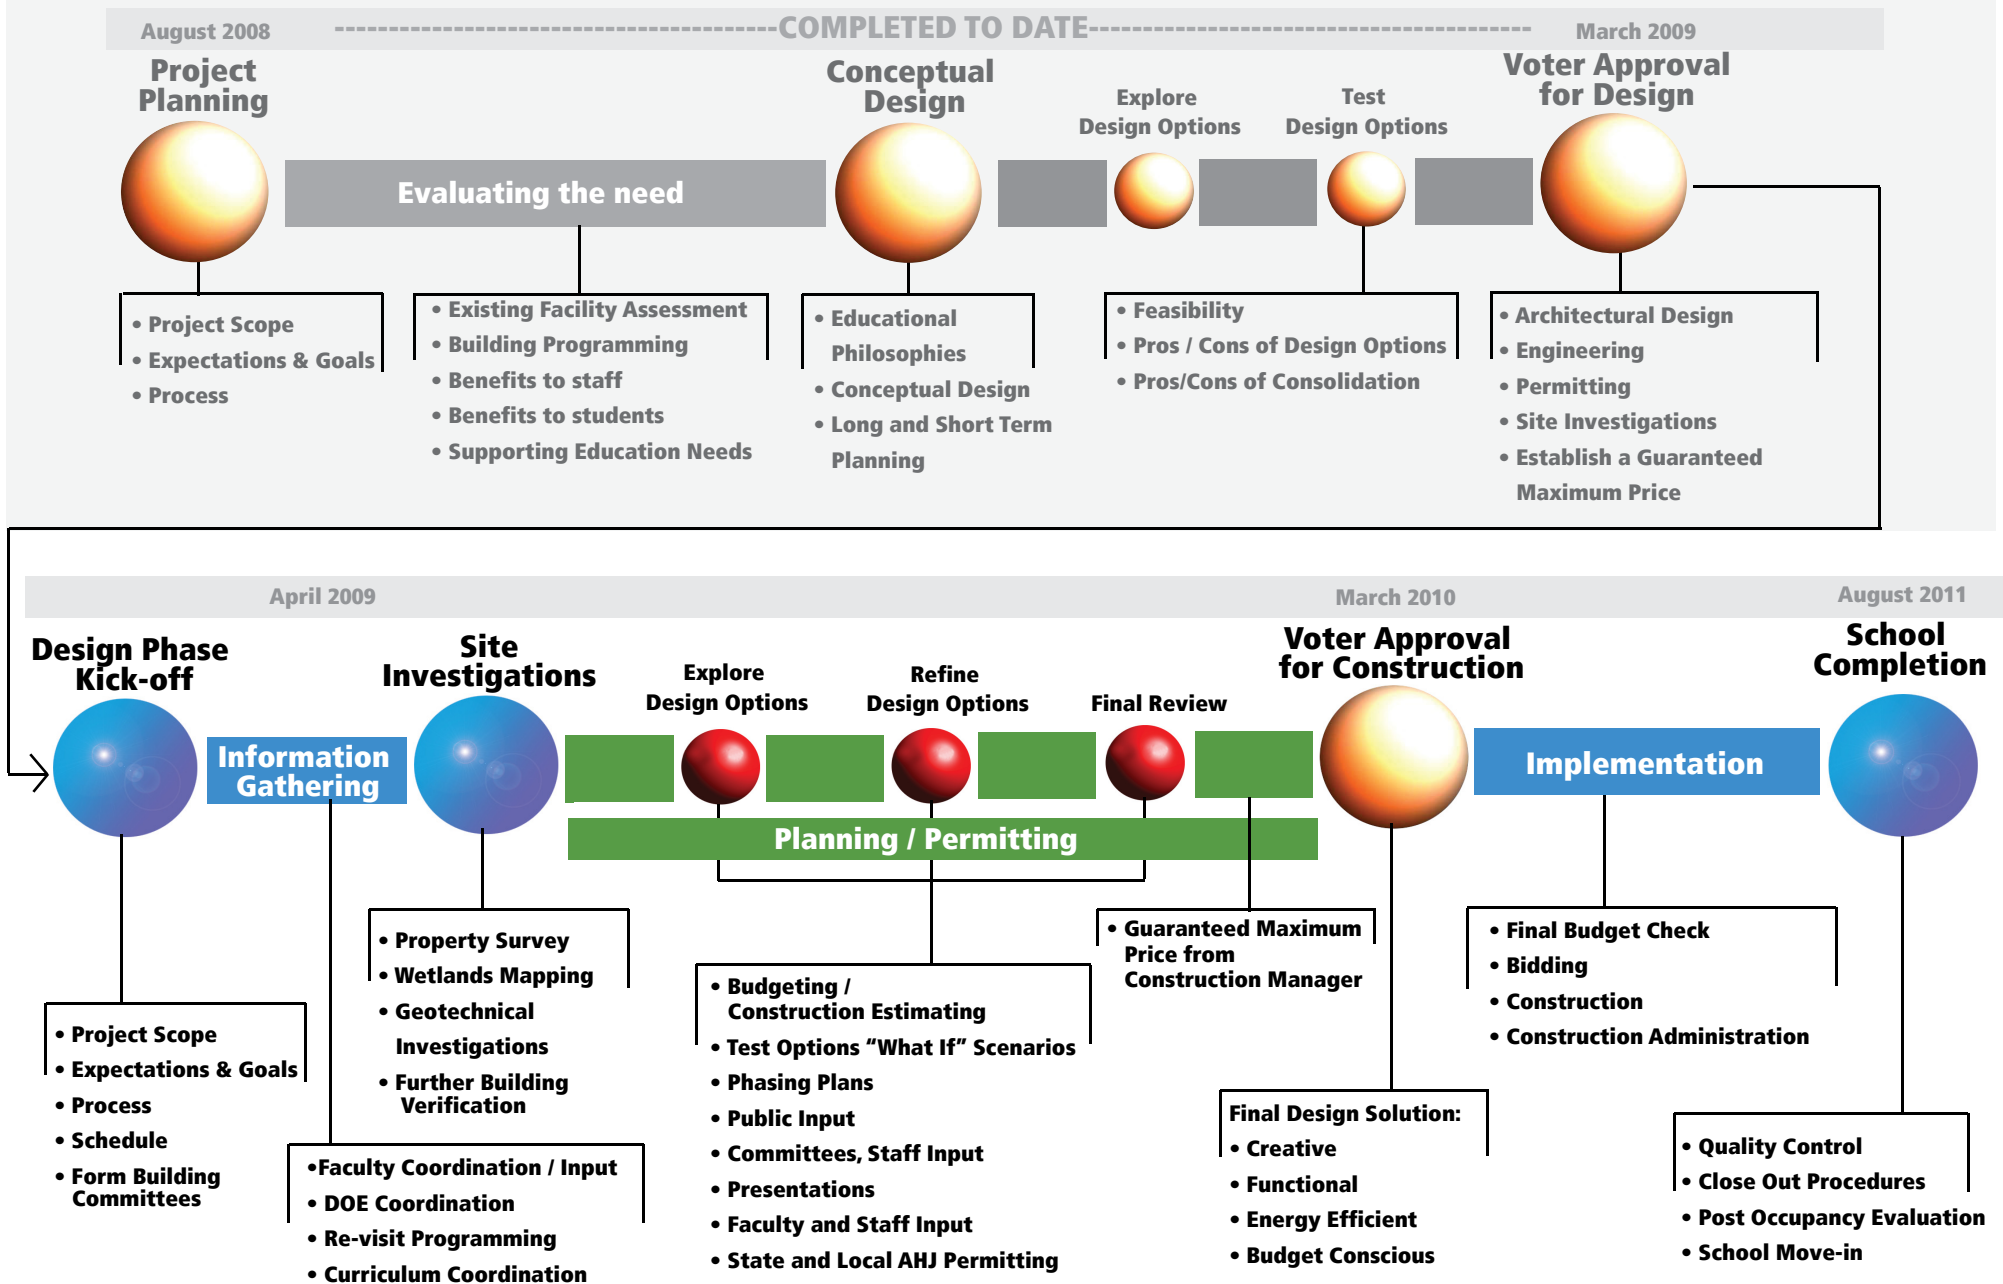 August 2008
COMPLETED TO DATE
March 2009
Project
Planning
Conceptual
Design
Explore
Design Options
Test
Design Options
Voter Approval
for Design
Evaluating the need
• Project Scope
• Expectations & Goals
• Process
• Existing Facility Assessment
• Building Programming
• Benefits to staff
• Benefits to students
• Supporting Education Needs
• Educational
Philosophies
• Conceptual Design
• Long and Short Term
Planning
• Feasibility
• Pros / Cons of Design Options
• Pros/Cons of Consolidation
• Architectural Design
• Engineering
• Permitting
• Site Investigations
• Establish a Guaranteed
Maximum Price
April 2009
March 2010
August 2011
Design Phase
Kick-off
Site
Investigations
Explore
Design Options
Refine
Design Options
Final Review
Voter Approval
for Construction
School
Completion
Information
Gathering
Implementation
Planning / Permitting
• Project Scope
• Expectations & Goals
• Process
• Schedule
• Form Building
Committees
•Faculty Coordination / Input
• DOE Coordination
• Re-visit Programming
• Curriculum Coordination
• Property Survey
• Wetlands Mapping
• Geotechnical
Investigations
• Further Building
Verification
• Budgeting /
Construction Estimating
• Test Options “What If” Scenarios
• Phasing Plans
• Public Input
• Committees, Staff Input
• Presentations
• Faculty and Staff Input
• State and Local AHJ Permitting
• Guaranteed Maximum
Price from
Construction Manager
Final Design Solution:
• Creative
• Functional
• Energy Efficient
• Budget Conscious
• Final Budget Check
• Bidding
• Construction
• Construction Administration
• Quality Control
• Close Out Procedures
• Post Occupancy Evaluation
• School Move-in